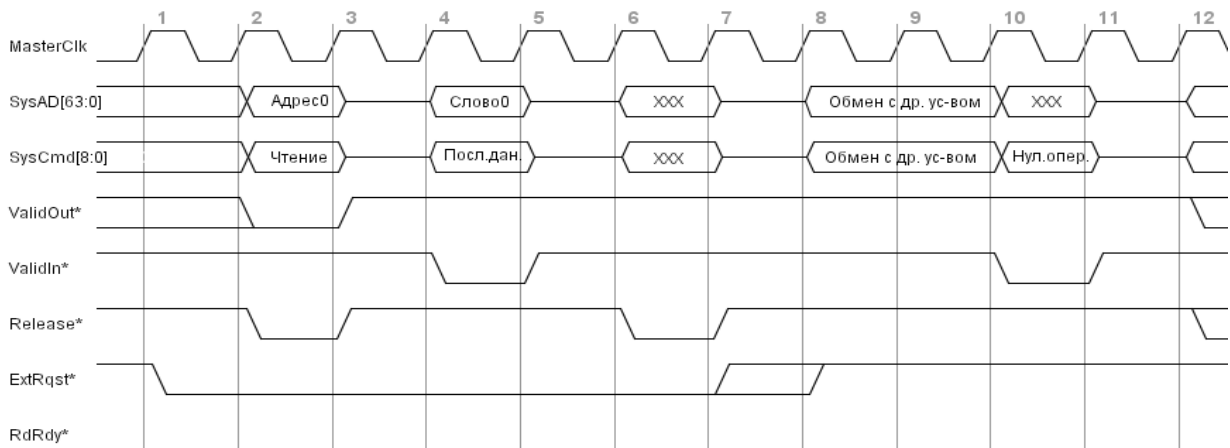 1 2 3 4 5 6 7 8 9 10 11 12
MasterClk
SysAD[63:0] Адрес0 Слово0 XXX Обмен с др. ус-вом XXX
SysCmd[8:0] Чтение Посл.дан. XXX Обмен с др. ус-вом Нул.опер.
ValidOut*
ValidIn*
Release*
ExtRqst*
RdRdy*